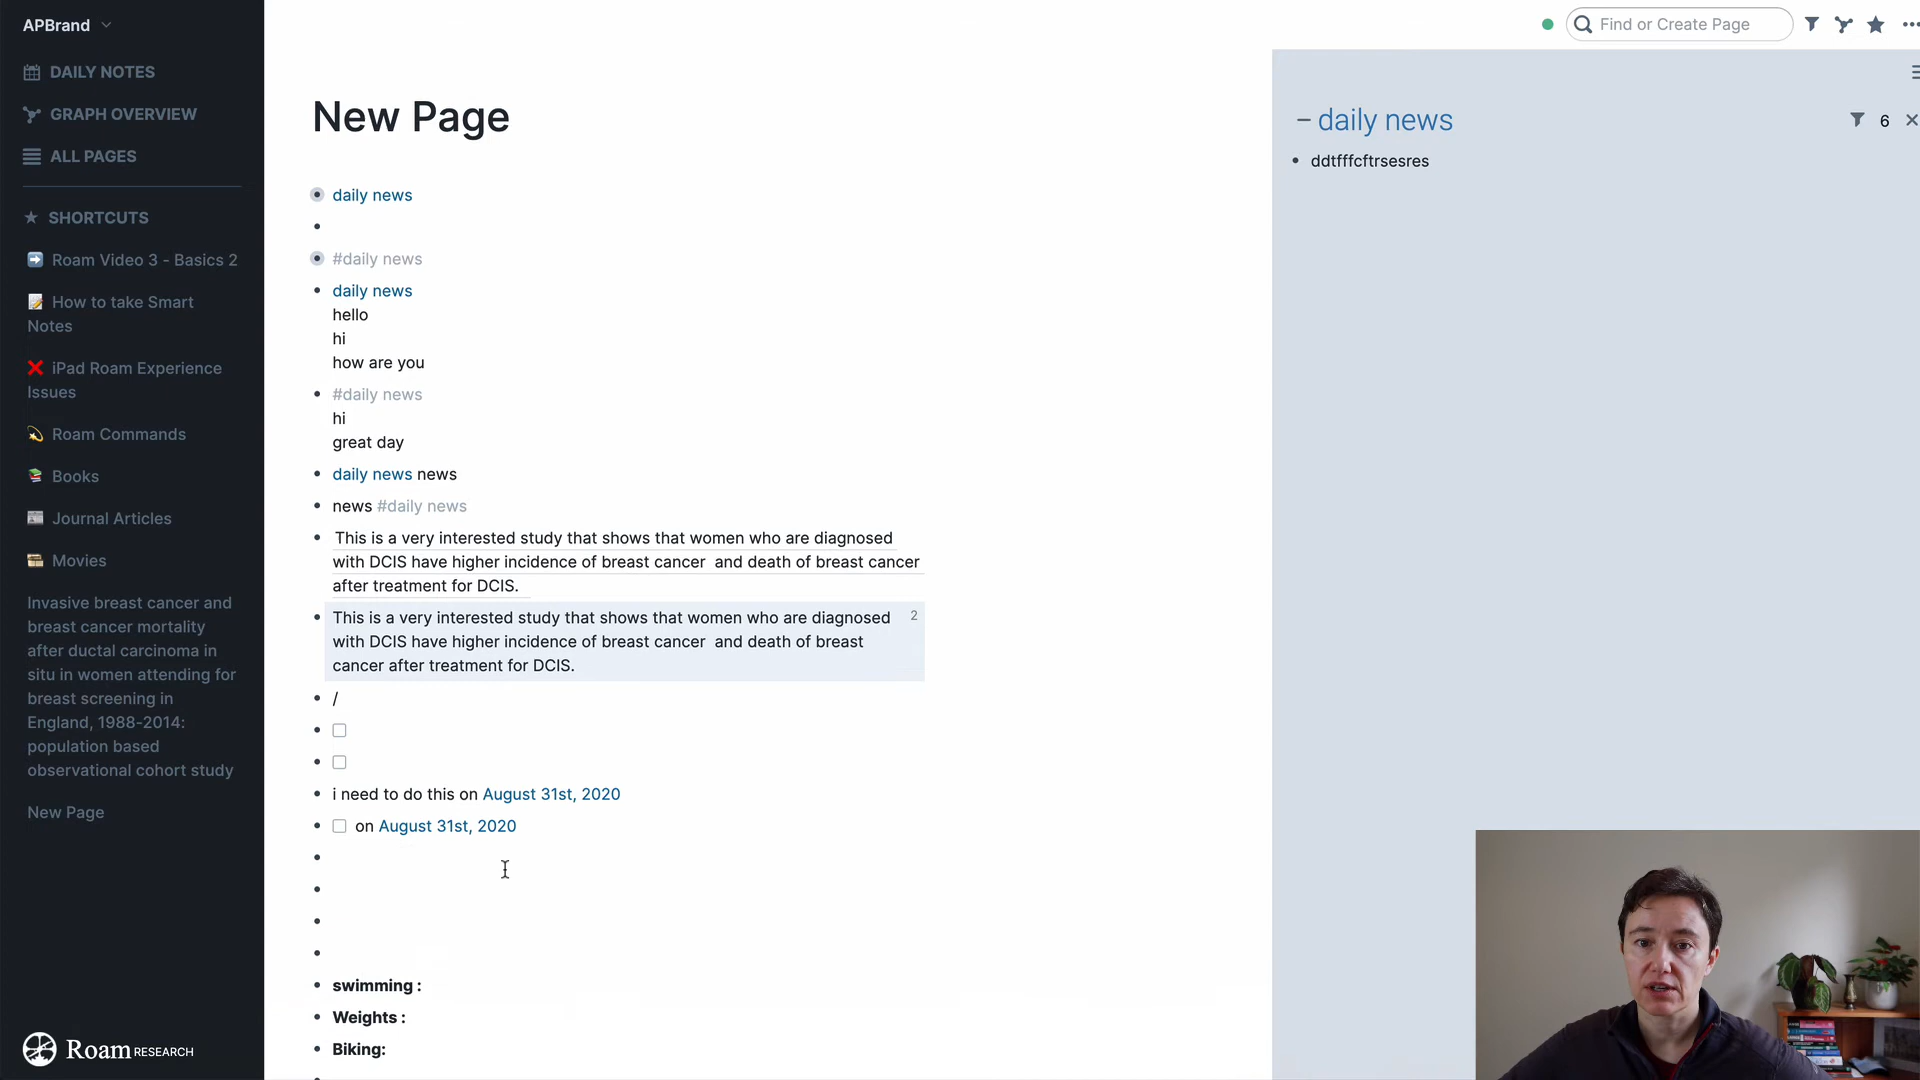 APBrand
DAILY NOTES
GRAPH OVERVIEW
ALL PAGES
SHORTCUTS
Roam Video 3 - Basics 2
How to take Smart
Notes
iPad Roam Experience
Issues
Roam Commands
Books
Journal Articles
Movies
Invasive breast cancer and
breast cancer mortality
after ductal carcinoma in
situ in women attending for
breast screening in
England, 1988-2014:
population based
observational cohort study
New Page
Roam RESEARCH
Find or Create Page
New Page
daily news
#daily news
daily news
hello
hi
how are you
#daily news
hi
great day
daily news news
news #daily news
This is a very interested study that shows that women who are diagnosed
with DCIS have higher incidence of breast cancer  and death of breast cancer
after treatment for DCIS.
This is a very interested study that shows that women who are diagnosed 2
with DCIS have higher incidence of breast cancer  and death of breast
cancer after treatment for DCIS.
/
i need to do this on August 31st, 2020
on August 31st, 2020
swimming :
Weights :
Biking:
daily news 6
ddtfffcftrsesres